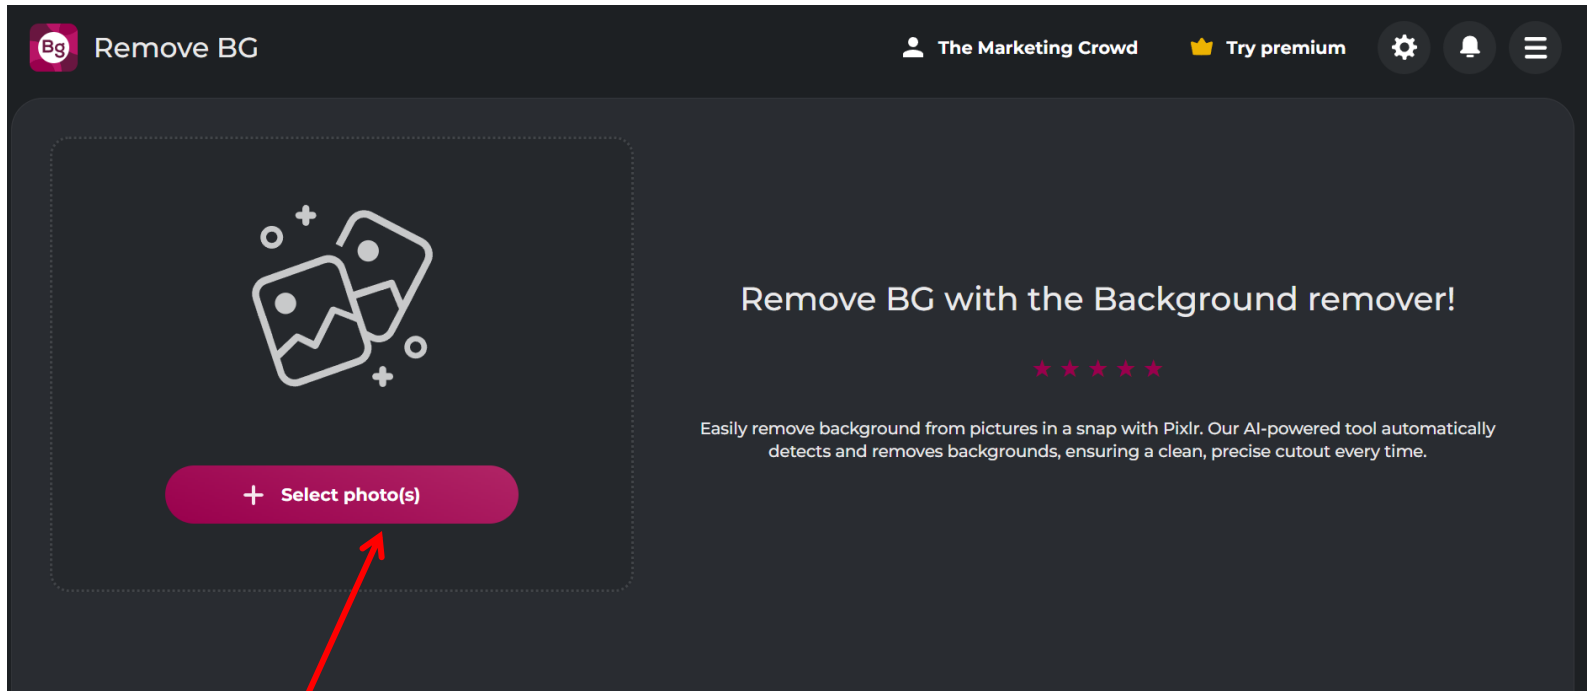 Bg Remove BG
The Marketing Crowd
Try premium
Select photo(s)
Remove BG with the Background remover!
Easily remove background from pictures in a snap with Pixlr. Our AI-powered tool automatically
detects and removes backgrounds, ensuring a clean, precise cutout every time.